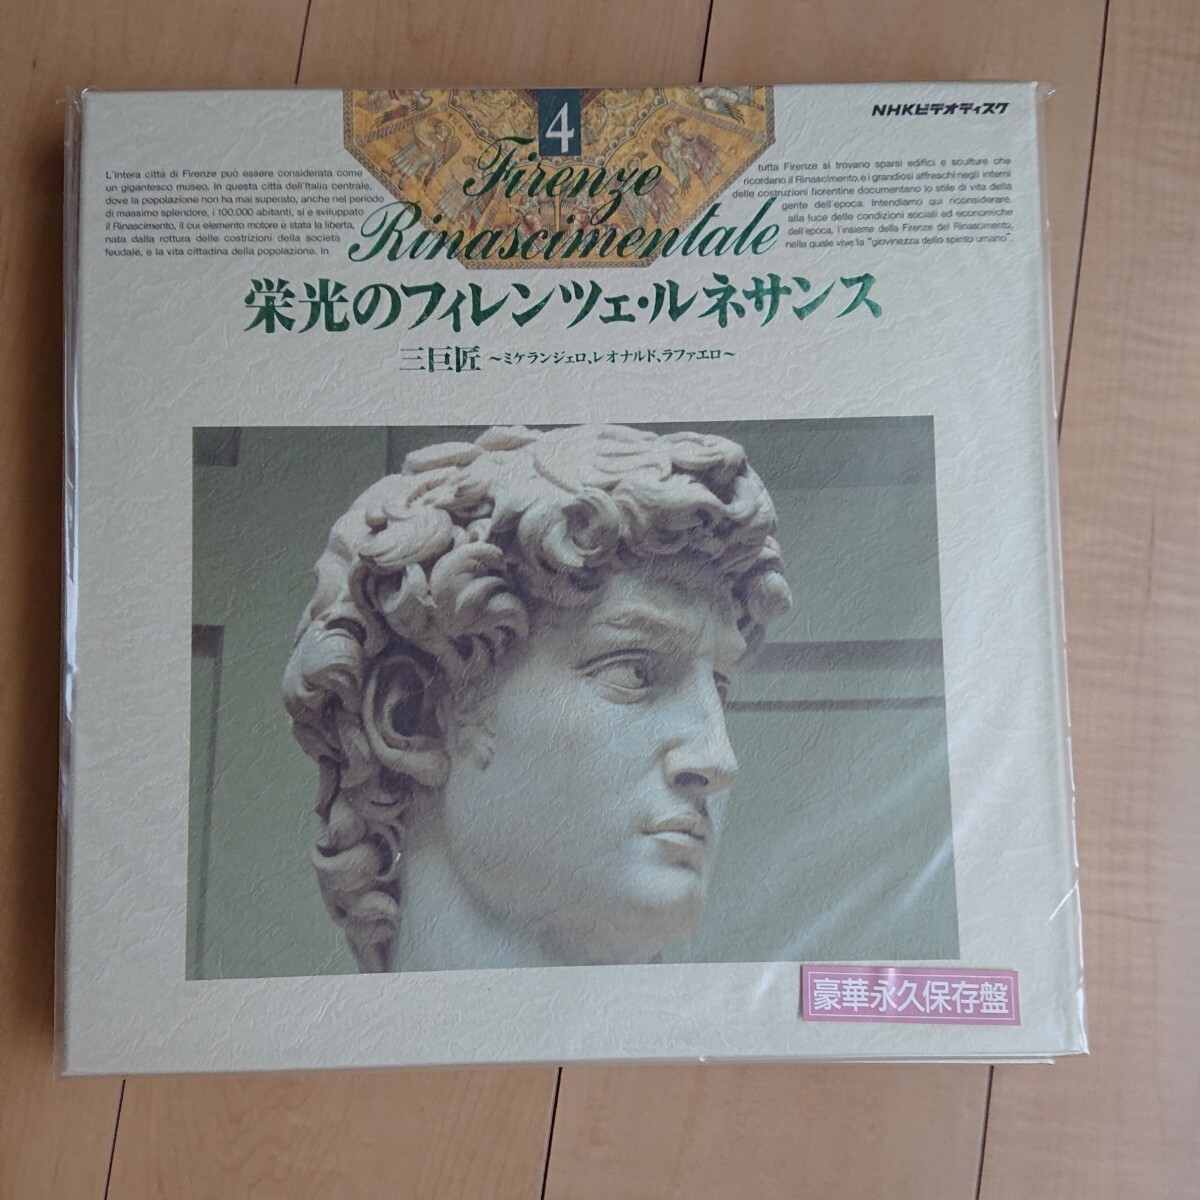 NHKビデオディスク
4
Firenze
Rinascimentale
L'intera città di Firenze può essere considerata come
un gigantesco museo. In questa città dell'Italia centrale,
dove la popolazione non ha mai superato, anche nel periodo
di massimo splendore, i 100.000 abitanti, si è sviluppato
il Rinascimento, il cui elemento motore è stata la libertà,
nata dalla rottura delle costrizioni della società
feudale, e la vita cittadina della popolazione. In
tutta Firenze si trovano sparsi edifici e sculture che
ricordano il Rinascimento, e i grandiosi affreschi negli interni
delle costruzioni fiorentine documentano lo stile di vita della
gente dell'epoca. Intendiamo qui riconsiderare,
alla luce delle condizioni sociali ed economiche
dell'epoca, l'insieme della Firenze del Rinascimento,
nella quale vive la "giovinezza dello spirito umano".
栄光のフィレンツェ・ルネサンス
三巨匠 ～ミケランジェロ、レオナルド、ラファエロ～
豪華永久保存盤